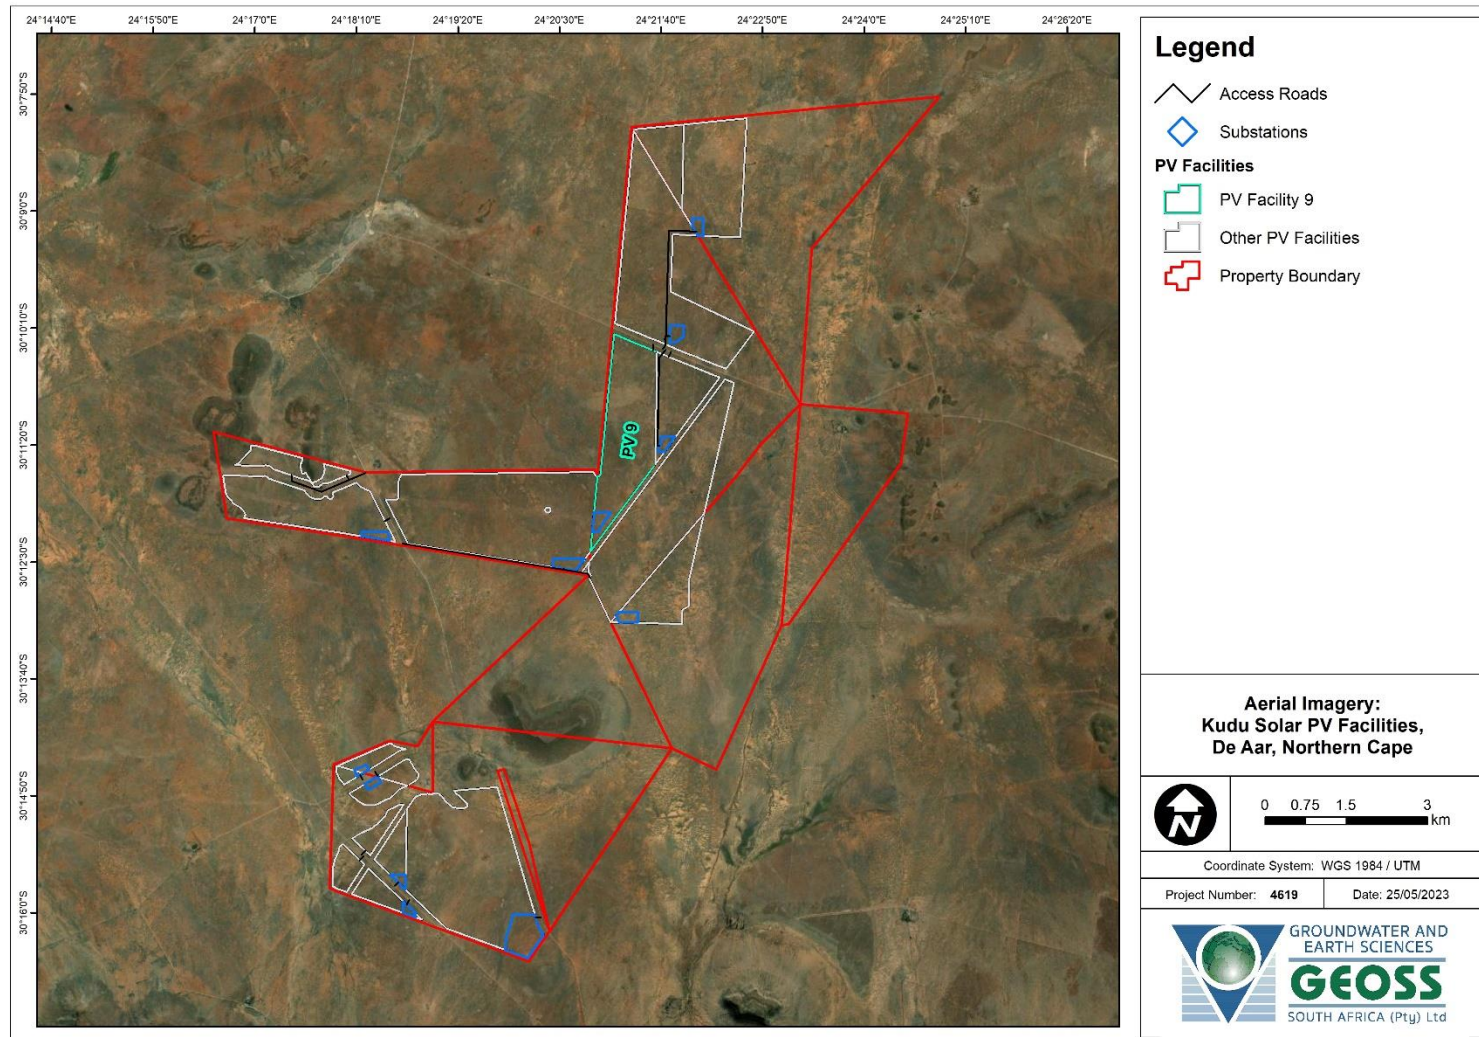 24°14'40"E 24°15'50"E 24°17'0"E 24°18'10"E 24°19'20"E 24°20'30"E 24°21'40"E 24°22'50"E 24°24'0"E 24°25'10"E 24°26'20"E
30°7'50"S
30°9'0"S
30°10'10"S
30°11'20"S
30°12'30"S
30°13'40"S
30°14'50"S
30°16'0"S
PV9
Legend
Access Roads
Substations
PV Facilities
PV Facility 9
Other PV Facilities
Property Boundary
Aerial Imagery:
Kudu Solar PV Facilities,
De Aar, Northern Cape
N
0 0.75 1.5 3
km
Coordinate System: WGS 1984 / UTM
Project Number: 4619 Date: 25/05/2023
GROUNDWATER AND
EARTH SCIENCES
GEOSS
SOUTH AFRICA (Pty) Ltd